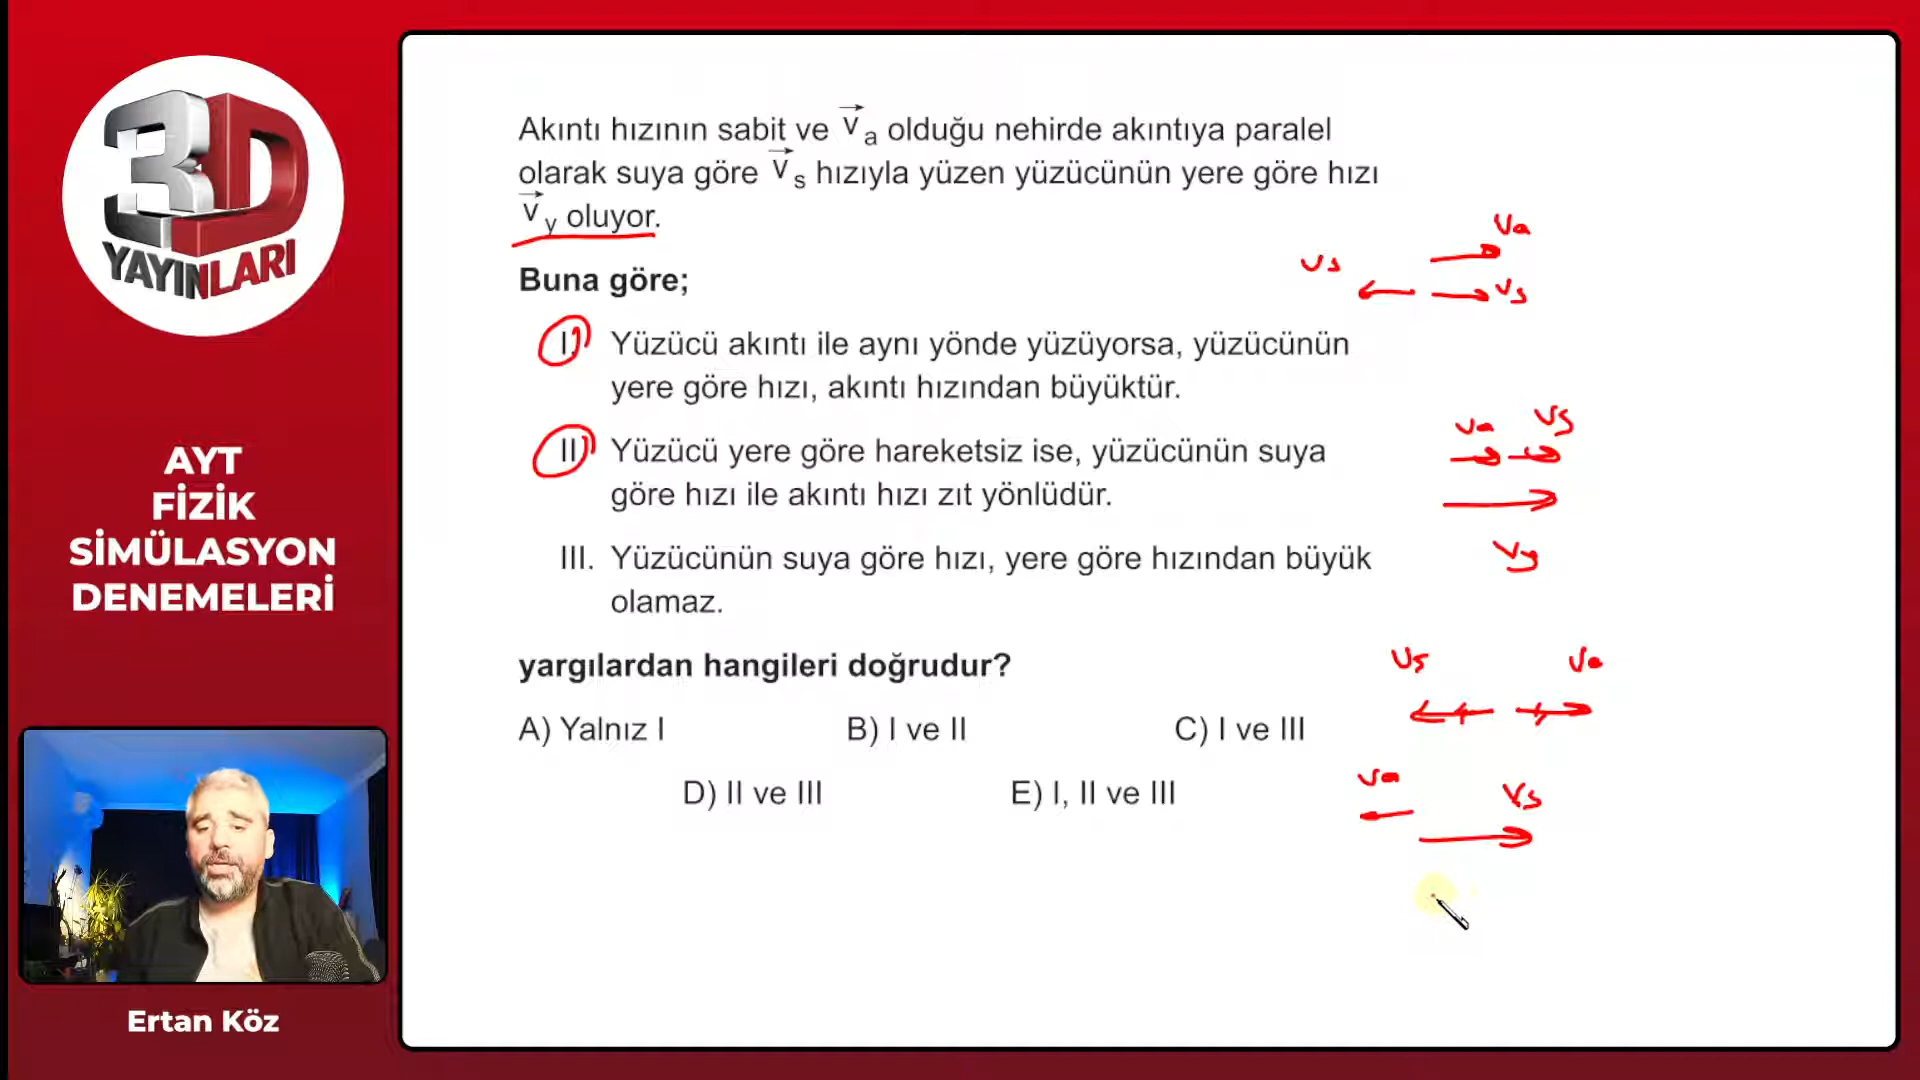 3D
YAYINLARI
AYT
FİZİK
SİMÜLASYON
DENEMELERİ
Ertan Köz
Akıntı hızının sabit ve v⃗a olduğu nehirde akıntıya paralel
olarak suya göre v⃗s hızıyla yüzen yüzücünün yere göre hızı
v⃗y oluyor.
Buna göre;
I. Yüzücü akıntı ile aynı yönde yüzüyorsa, yüzücünün
yere göre hızı, akıntı hızından büyüktür.
II. Yüzücü yere göre hareketsiz ise, yüzücünün suya
göre hızı ile akıntı hızı zıt yönlüdür.
III. Yüzücünün suya göre hızı, yere göre hızından büyük
olamaz.
yargılardan hangileri doğrudur?
A) Yalnız I B) I ve II C) I ve III
D) II ve III E) I, II ve III
Va
Vs
Vs
Va Vs
Vy
Vs Va
Va
Vs